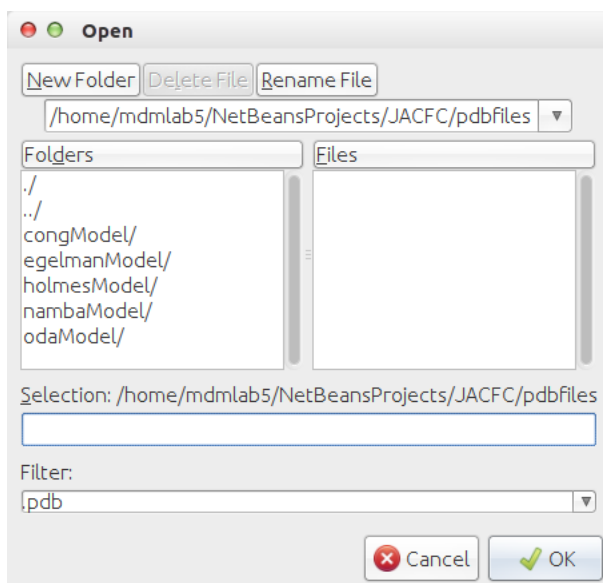 Open
New Folder Delete File Rename File
/home/mdmlab5/NetBeansProjects/JACFC/pdbfiles
Folders Files
./
../
congModel/
egelmanModel/
holmesModel/
nambaModel/
odaModel/
Selection: /home/mdmlab5/NetBeansProjects/JACFC/pdbfiles
Filter:
.pdb
Cancel OK